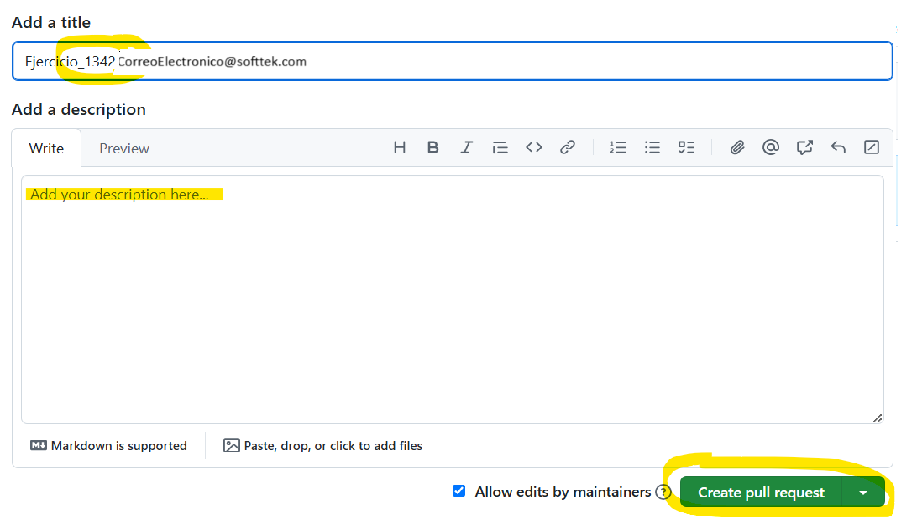 Add a title
Ejercicio_1342 CorreoElectronico@softtek.com
Add a description
Write Preview
Add your description here...
Markdown is supported Paste, drop, or click to add files
Allow edits by maintainers Create pull request